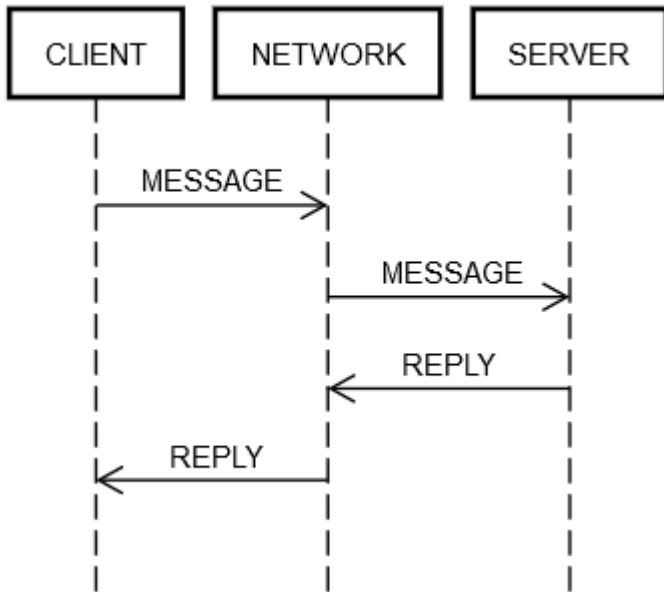 CLIENT NETWORK SERVER
MESSAGE
MESSAGE
REPLY
REPLY